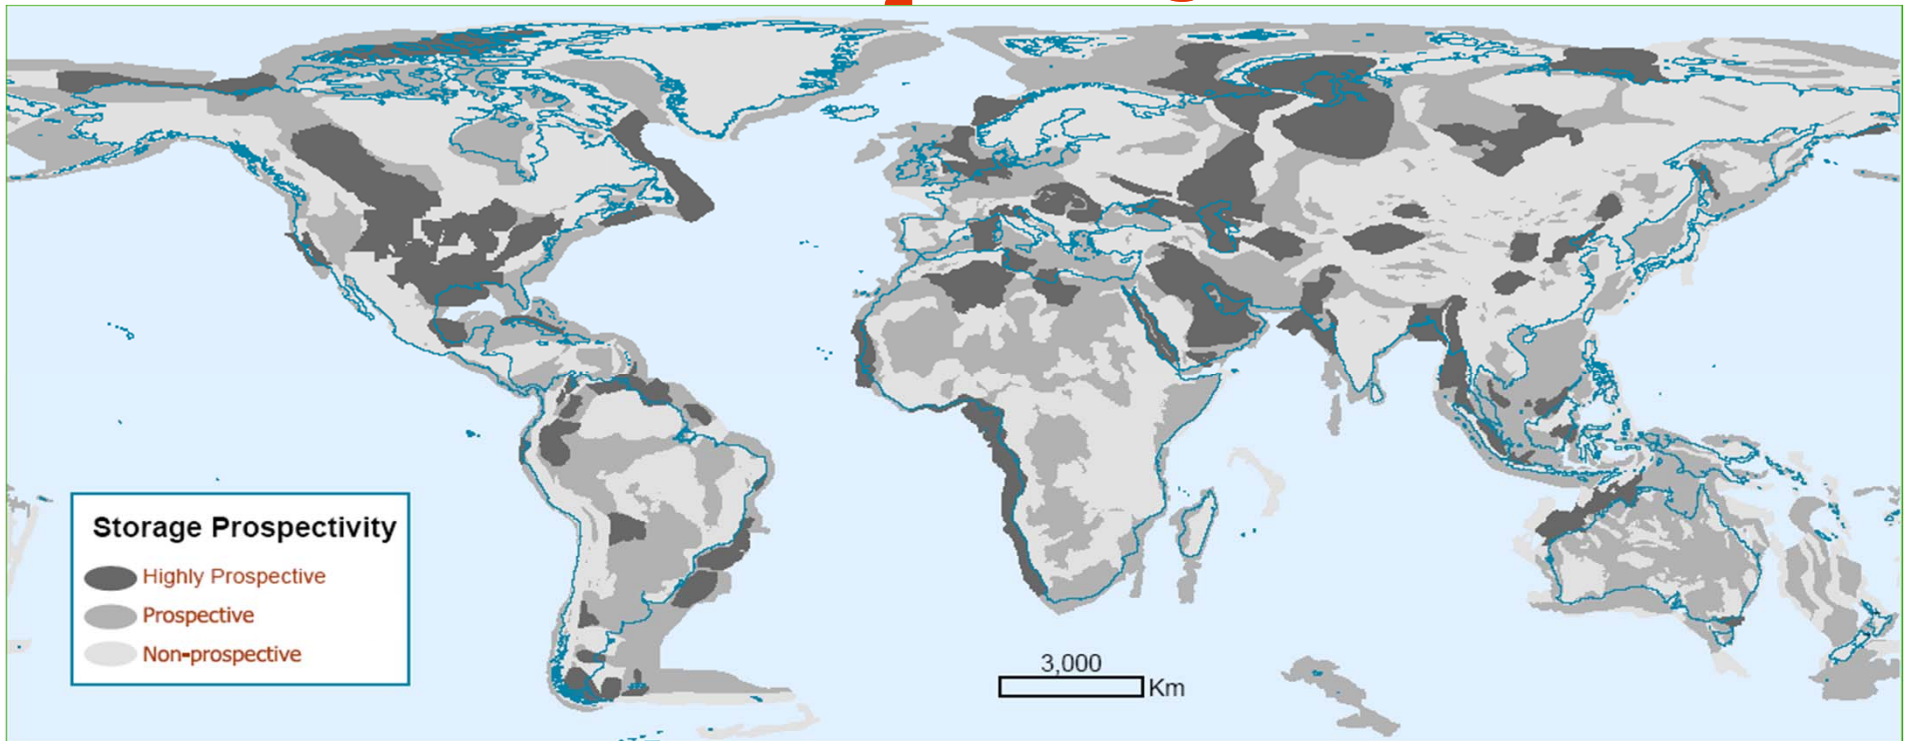 Storage Prospectivity
Highly Prospective
Prospective
Non-prospective
3,000
Km